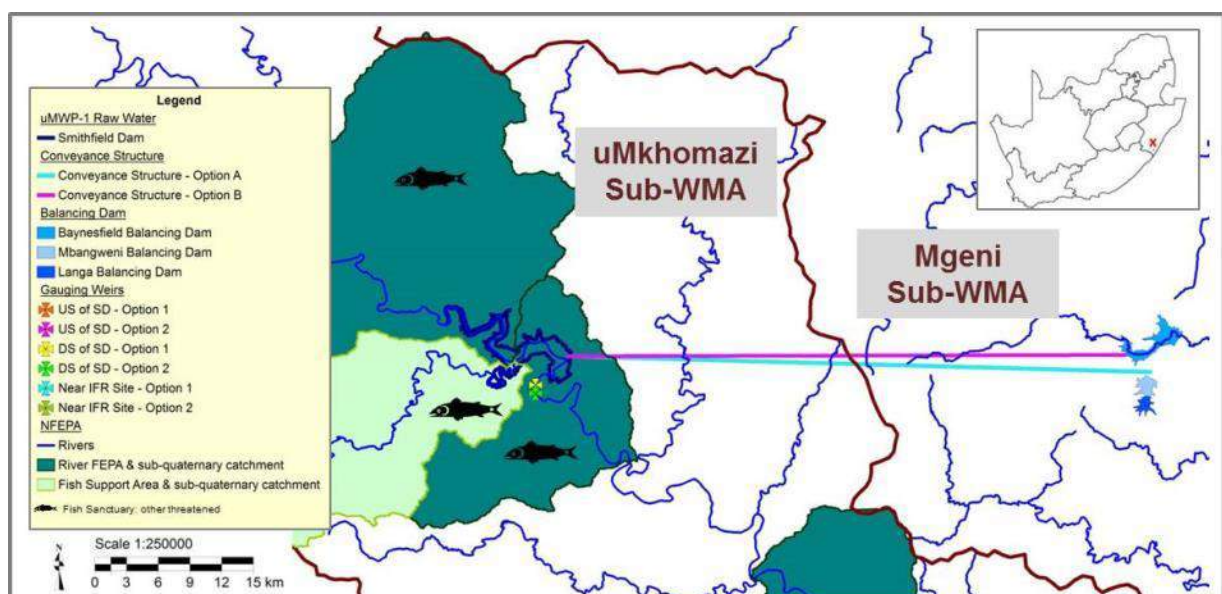 Legend
uMWP-1 Raw Water
Smithfield Dam
Conveyance Structure
Conveyance Structure - Option A
Conveyance Structure - Option B
Balancing Dam
Baynesfield Balancing Dam
Mbangweni Balancing Dam
Langa Balancing Dam
Gauging Weirs
US of SD - Option 1
US of SD - Option 2
DS of SD - Option 1
DS of SD - Option 2
Near IFR Site - Option 1
Near IFR Site - Option 2
NFEPA
Rivers
River FEPA & sub-quaternary catchment
Fish Support Area & sub-quaternary catchment
Fish Sanctuary: other threatened
N
Scale 1:250000
0 3 6 9 12 15 km
uMkhomazi
Sub-WMA
Mgeni
Sub-WMA
X